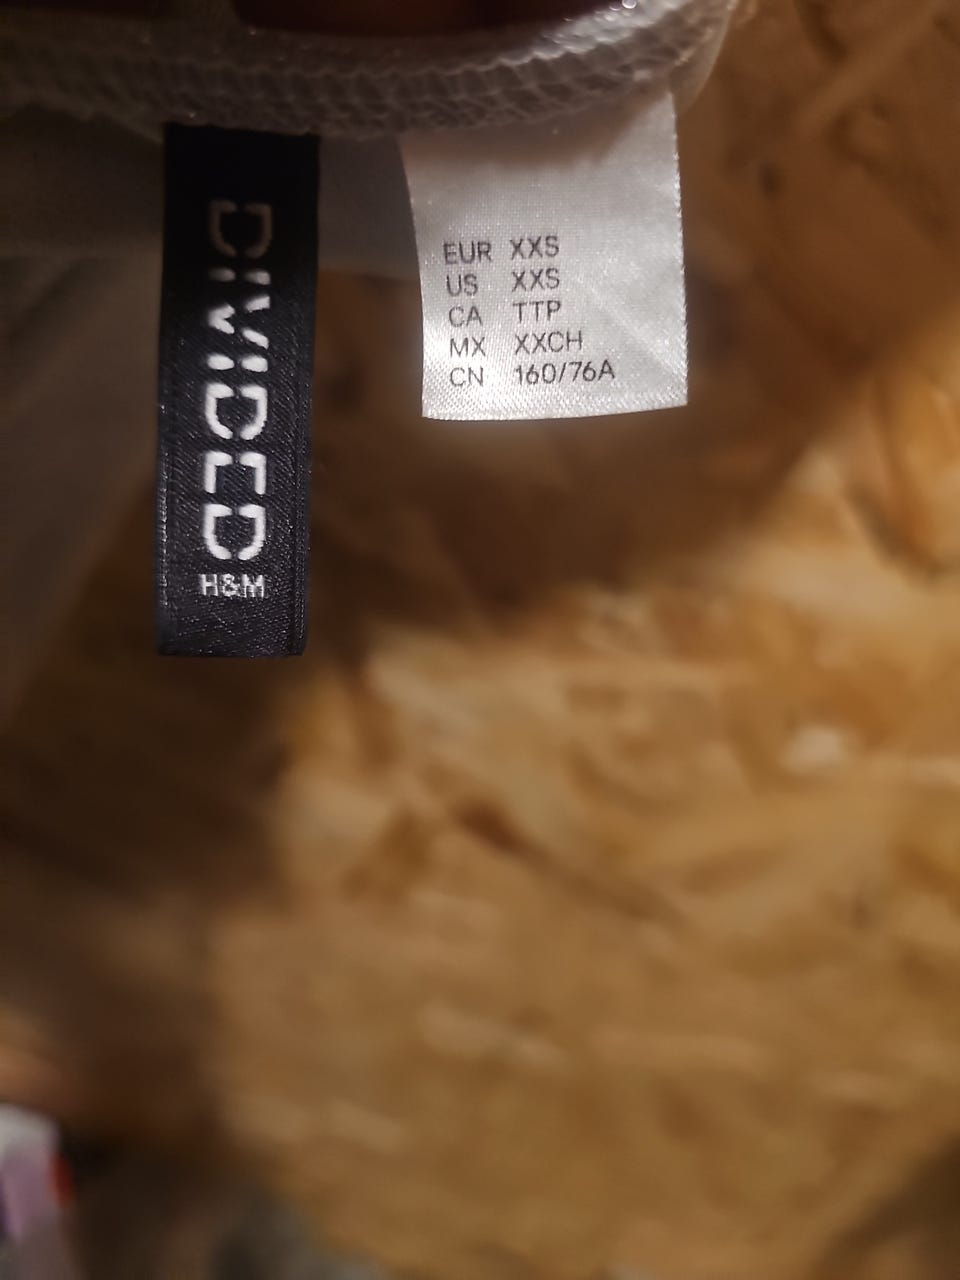 DIVIDED
H&M
EUR XXS
US XXS
CA TTP
MX XXCH
CN 160/76A